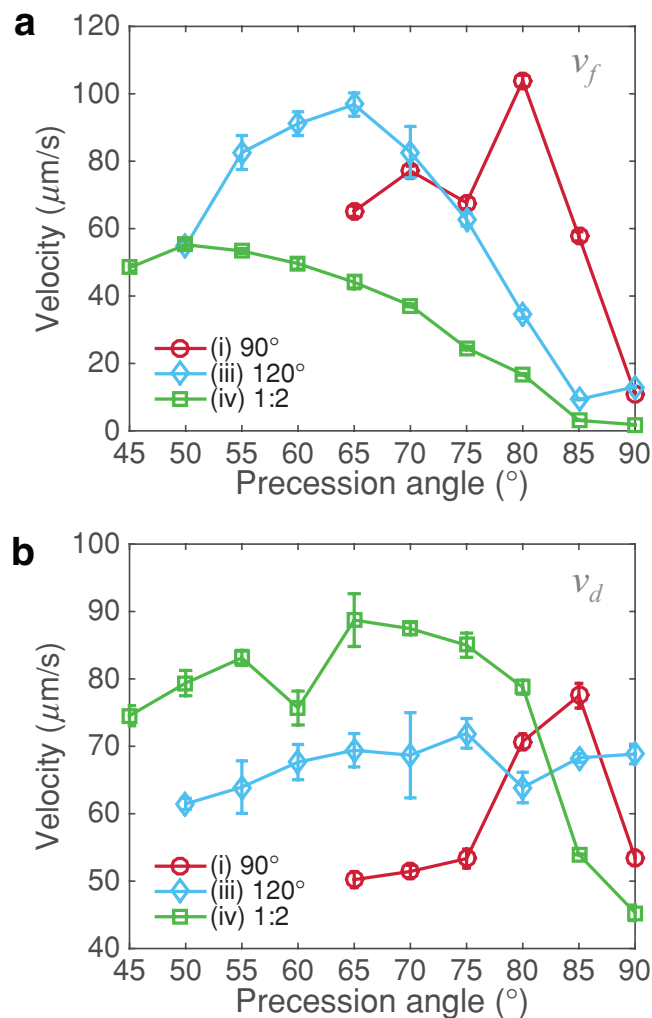 a
v_f
Velocity (μm/s)
120
100
80
60
40
20
0
(i) 90°
(iii) 120°
(iv) 1:2
45 50 55 60 65 70 75 80 85 90
Precession angle (°)
b
v_d
Velocity (μm/s)
100
90
80
70
60
50
40
(i) 90°
(iii) 120°
(iv) 1:2
45 50 55 60 65 70 75 80 85 90
Precession angle (°)